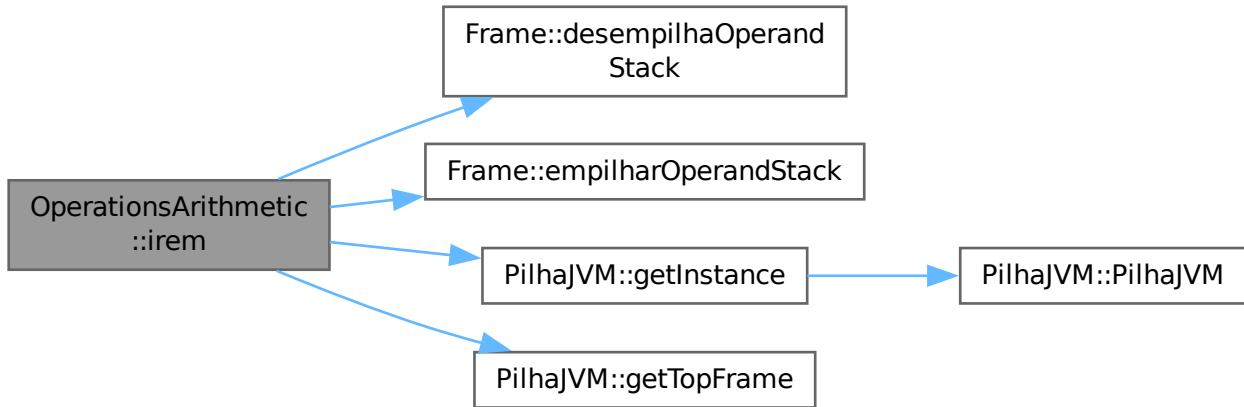 Frame::desempilhaOperand
Stack
Frame::empilharOperandStack
OperationsArithmetic
::irem
PilhaJVM::getInstance
PilhaJVM::PilhaJVM
PilhaJVM::getTopFrame